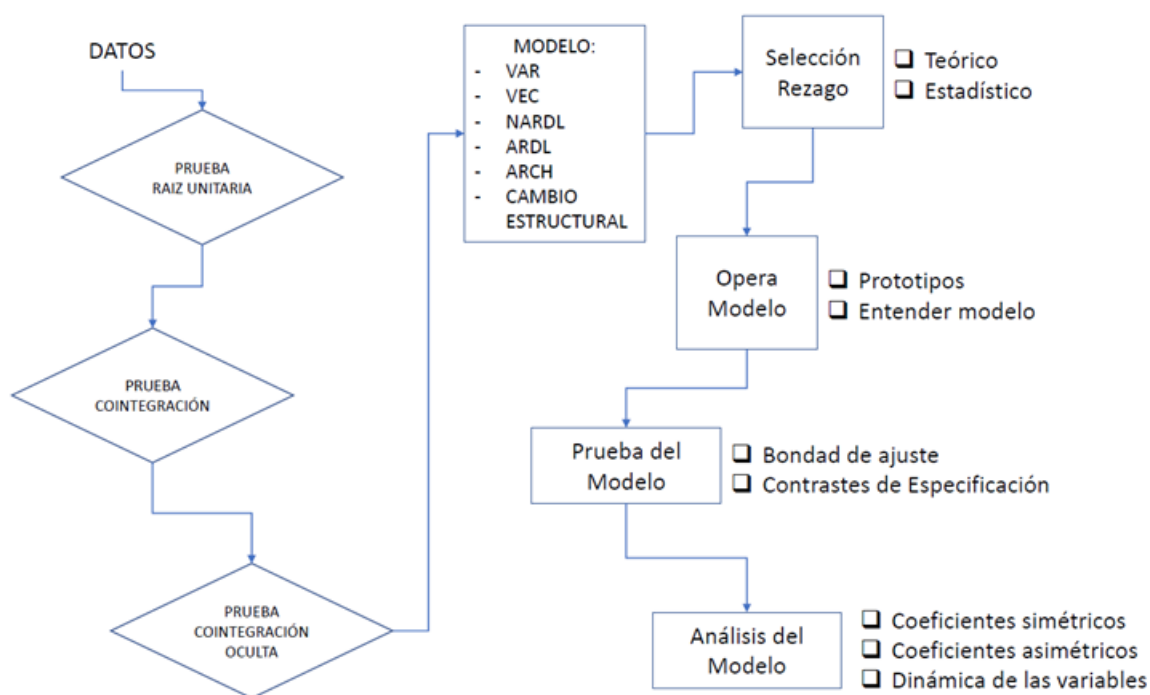 DATOS
PRUEBA
RAIZ UNITARIA
PRUEBA
COINTEGRACIÓN
PRUEBA
COINTEGRACIÓN
OCULTA
MODELO:
- VAR
- VEC
- NARDL
- ARDL
- ARCH
- CAMBIO
ESTRUCTURAL
Selección
Rezago
Teórico
Estadístico
Opera
Modelo
Prototipos
Entender modelo
Prueba del
Modelo
Bondad de ajuste
Contrastes de Especificación
Análisis del
Modelo
Coeficientes simétricos
Coeficientes asimétricos
Dinámica de las variables